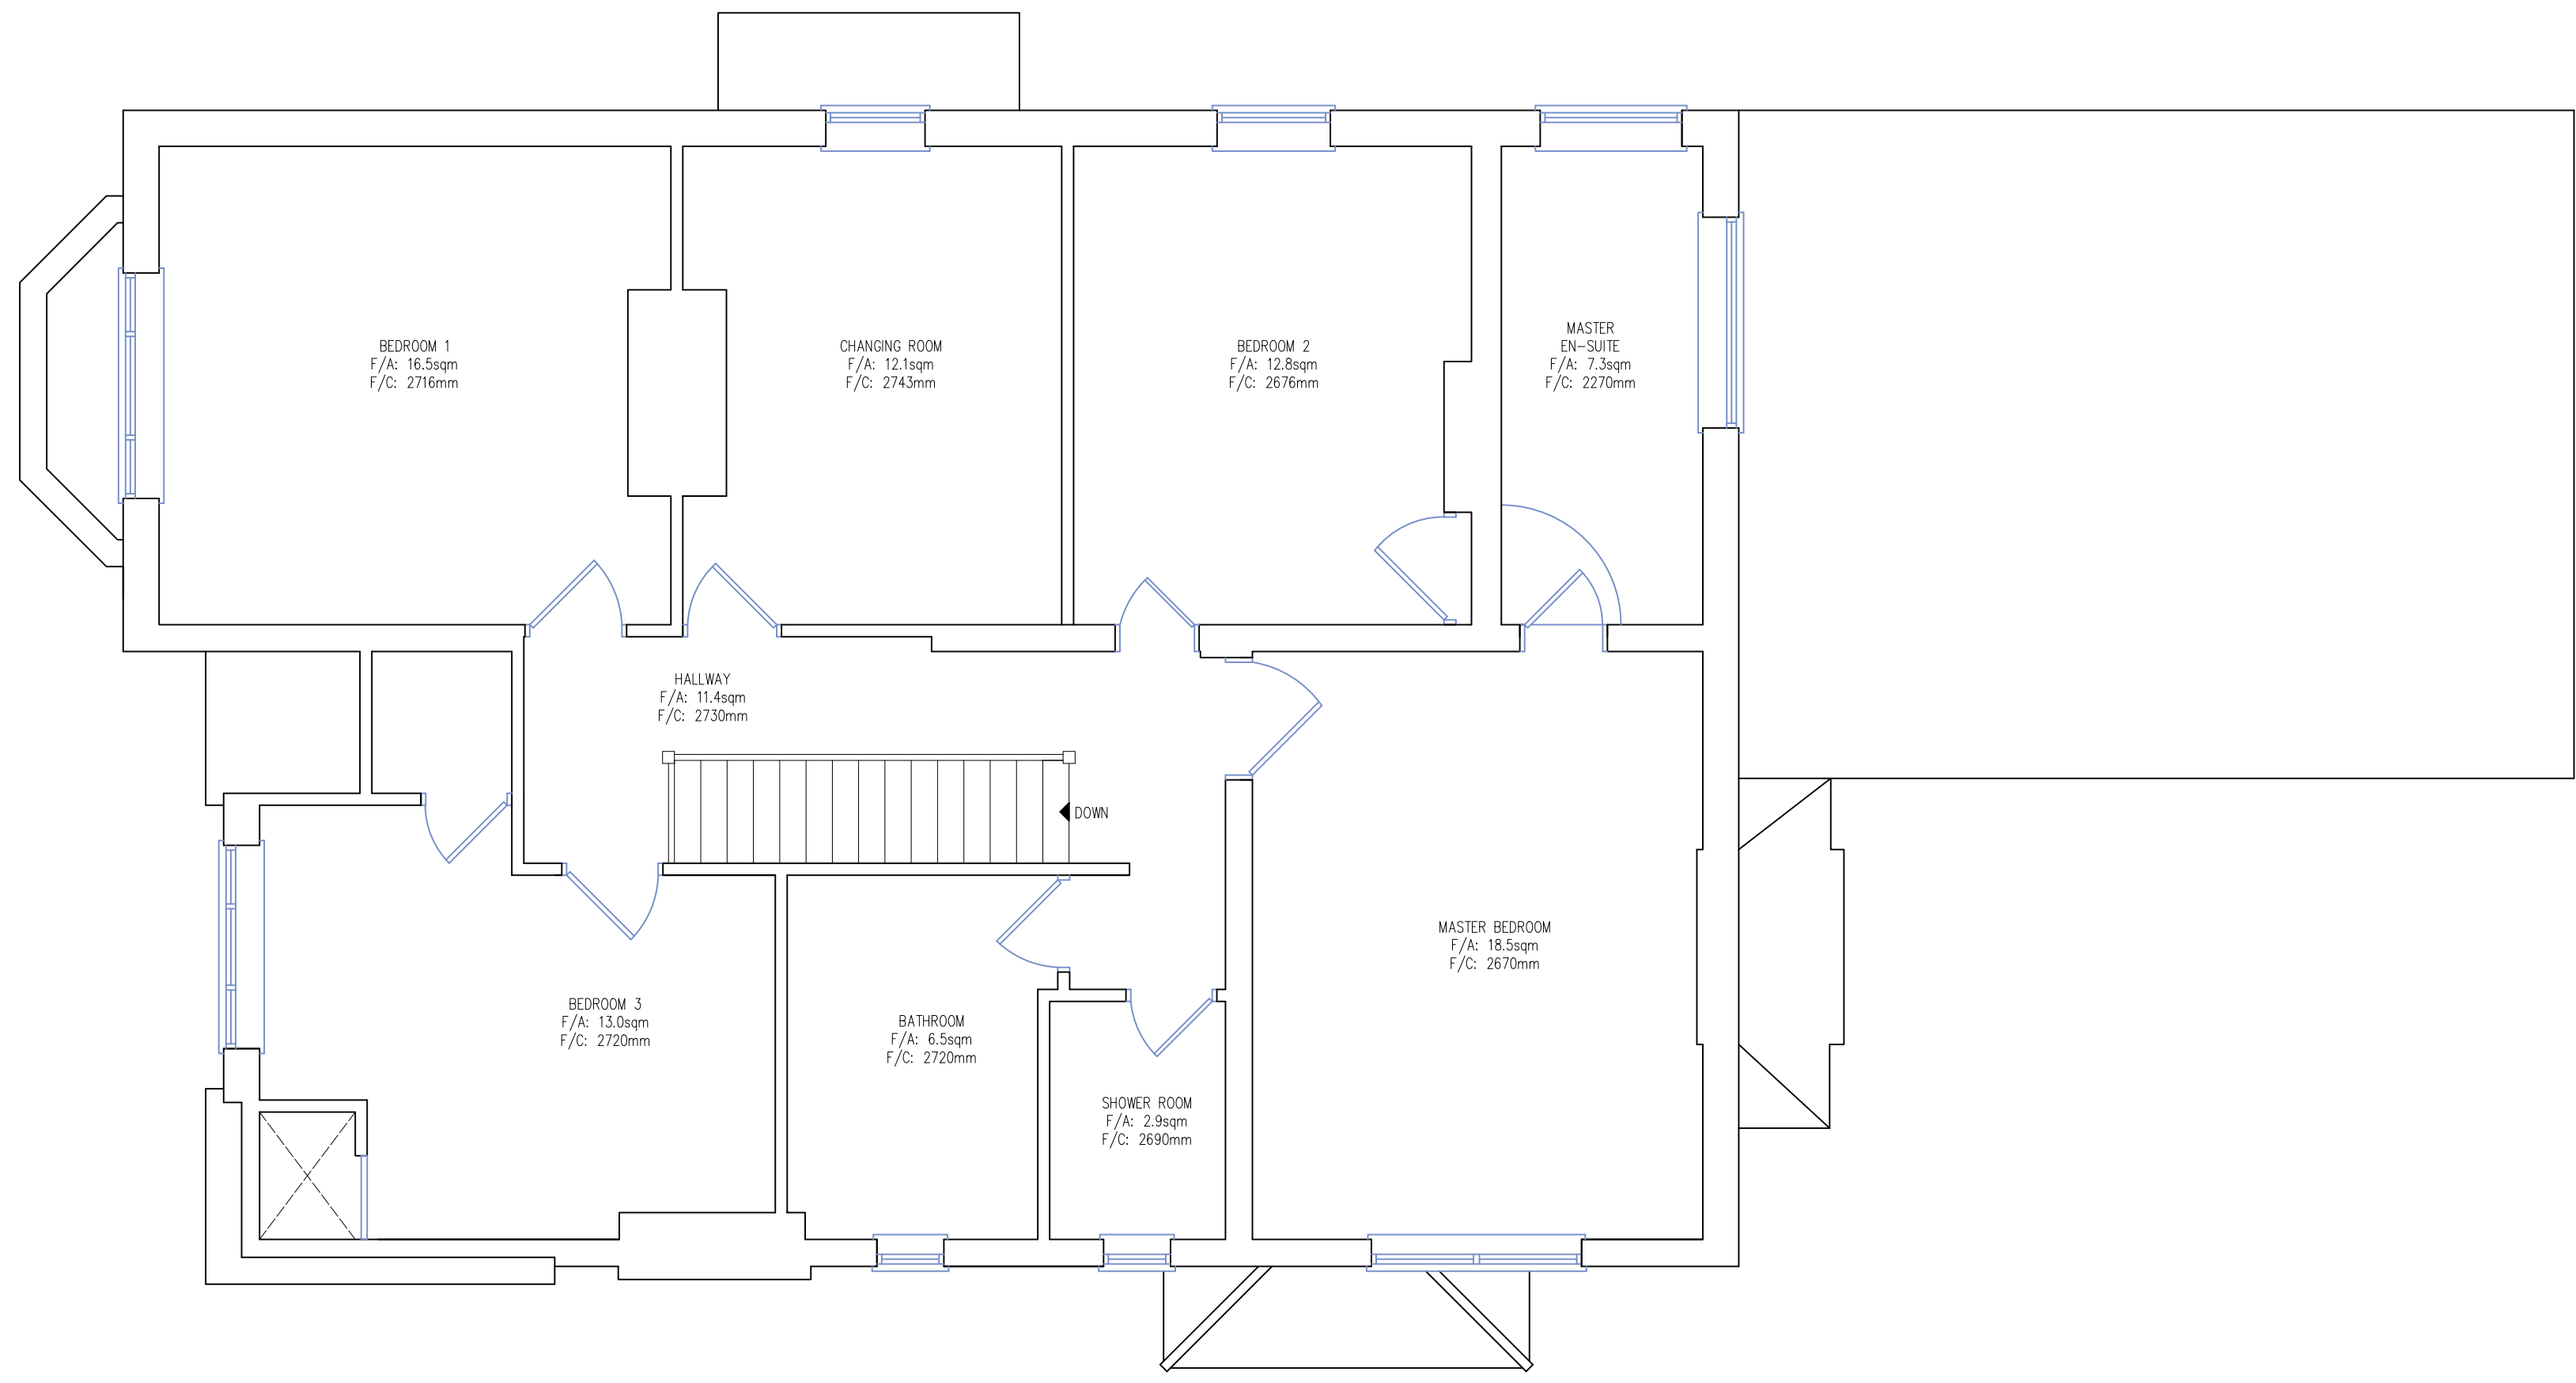 BEDROOM 1
F/A: 16.5sqm
F/C: 2716mm
CHANGING ROOM
F/A: 12.1sqm
F/C: 2743mm
BEDROOM 2
F/A: 12.8sqm
F/C: 2676mm
MASTER
EN-SUITE
F/A: 7.3sqm
F/C: 2270mm
HALLWAY
F/A: 11.4sqm
F/C: 2730mm
DOWN
MASTER BEDROOM
F/A: 18.5sqm
F/C: 2670mm
BEDROOM 3
F/A: 13.0sqm
F/C: 2720mm
BATHROOM
F/A: 6.5sqm
F/C: 2720mm
SHOWER ROOM
F/A: 2.9sqm
F/C: 2690mm